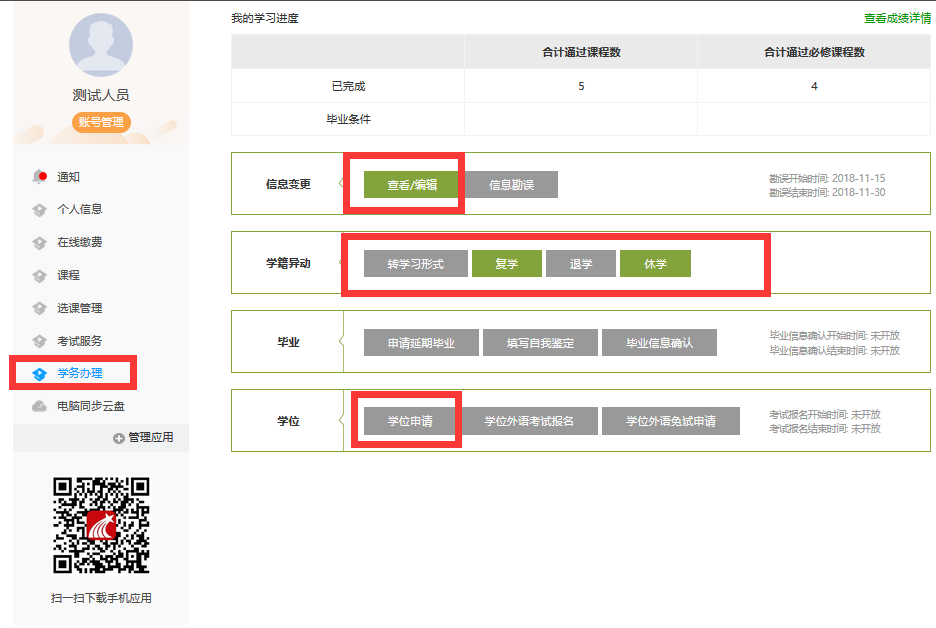 测试人员
账号管理
通知
个人信息
在线缴费
课程
选课管理
考试服务
学务办理
电脑同步云盘
管理应用
扫一扫下载手机应用
我的学习进度
查看成绩详情
合计通过课程数 合计通过必修课程数
已完成 5 4
毕业条件
信息变更 查看/编辑 信息勘误
勘误开始时间: 2018-11-15
勘误结束时间: 2018-11-30
学籍异动 转学习形式 复学 退学 休学
毕业 申请延期毕业 填写自我鉴定 毕业信息确认
毕业信息确认开始时间: 未开放
毕业信息确认结束时间: 未开放
学位 学位申请 学位外语考试报名 学位外语免试申请
考试报名开始时间: 未开放
考试报名结束时间: 未开放